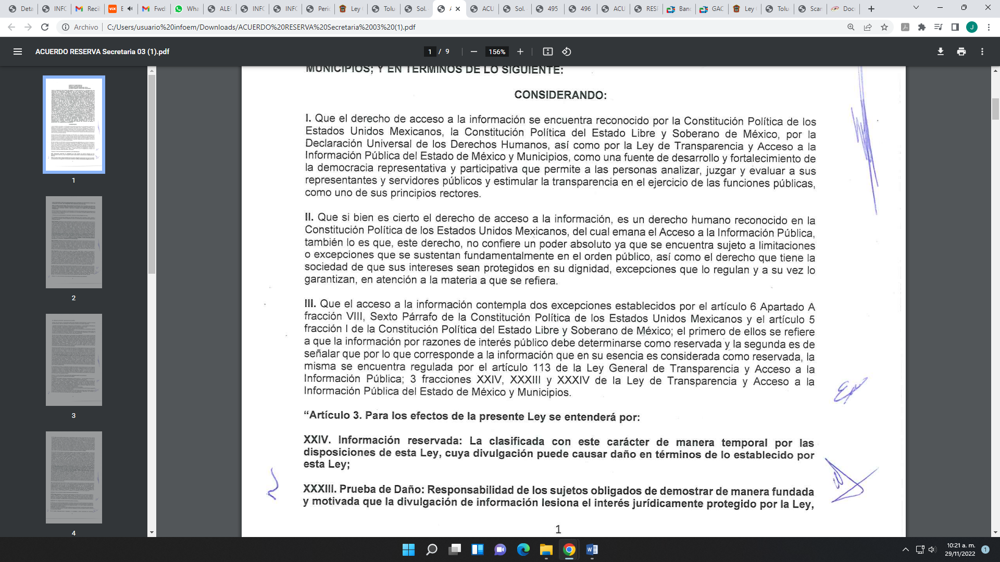 Deta
INFO
Recil
E
Fwd
Wha
ALEC
INFO
INFO
Peric
Ley
Tolu
Sol.
ACU
Sol.
495
496
ACU
RESI
Banc
GAC
Ley
Tolu
Scan
Doc
Archivo
C:/Users/usuario%20infoem/Downloads/ACUERDO%20RESERVA%20Secretaria%2003%20(1).pdf
J
ACUERDO RESERVA Secretaria 03 (1).pdf
1 / 9
156%
1
2
3
4
MUNICIPIOS; Y EN TÉRMINOS DE LO SIGUIENTE:
CONSIDERANDO:
I. Que el derecho de acceso a la información se encuentra reconocido por la Constitución Política de los
Estados Unidos Mexicanos, la Constitución Política del Estado Libre y Soberano de México, por la
Declaración Universal de los Derechos Humanos, así como por la Ley de Transparencia y Acceso a la
Información Pública del Estado de México y Municipios, como una fuente de desarrollo y fortalecimiento de
la democracia representativa y participativa que permite a las personas analizar, juzgar y evaluar a sus
representantes y servidores públicos y estimular la transparencia en el ejercicio de las funciones públicas,
como uno de sus principios rectores.
II. Que si bien es cierto el derecho de acceso a la información, es un derecho humano reconocido en la
Constitución Política de los Estados Unidos Mexicanos, del cual emana el Acceso a la Información Pública,
también lo es que, este derecho, no confiere un poder absoluto ya que se encuentra sujeto a limitaciones
o excepciones que se sustentan fundamentalmente en el orden público, así como el derecho que tiene la
sociedad de que sus intereses sean protegidos en su dignidad, excepciones que lo regulan y a su vez lo
garantizan, en atención a la materia a que se refiera.
III. Que el acceso a la información contempla dos excepciones establecidos por el artículo 6 Apartado A
fracción VIII, Sexto Párrafo de la Constitución Política de los Estados Unidos Mexicanos y el artículo 5
fracción I de la Constitución Política del Estado Libre y Soberano de México; el primero de ellos se refiere
a que la información por razones de interés público debe determinarse como reservada y la segunda es de
señalar que por lo que corresponde a la información que en su esencia es considerada como reservada, la
misma se encuentra regulada por el artículo 113 de la Ley General de Transparencia y Acceso a la
Información Pública; 3 fracciones XXIV, XXXIII y XXXIV de la Ley de Transparencia y Acceso a la
Información Pública del Estado de México y Municipios.
“Artículo 3. Para los efectos de la presente Ley se entenderá por:
XXIV. Información reservada: La clasificada con este carácter de manera temporal por las
disposiciones de esta Ley, cuya divulgación puede causar daño en términos de lo establecido por
esta Ley;
XXXIII. Prueba de Daño: Responsabilidad de los sujetos obligados de demostrar de manera fundada
y motivada que la divulgación de información lesiona el interés jurídicamente protegido por la Ley,
1
10:21 a. m.
29/11/2022
1